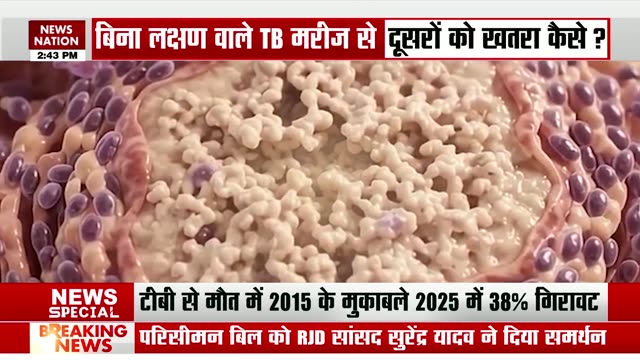 NEWS
NATION
2:43 PM
बिना लक्षण वाले TB मरीज से दूसरों को खतरा कैसे ?
NEWS
SPECIAL
टीबी से मौत में 2015 के मुकाबले 2025 में 38% गिरावट
BREAKING
NEWS
परिसीमन बिल को RJD सांसद सुरेंद्र यादव ने दिया समर्थन